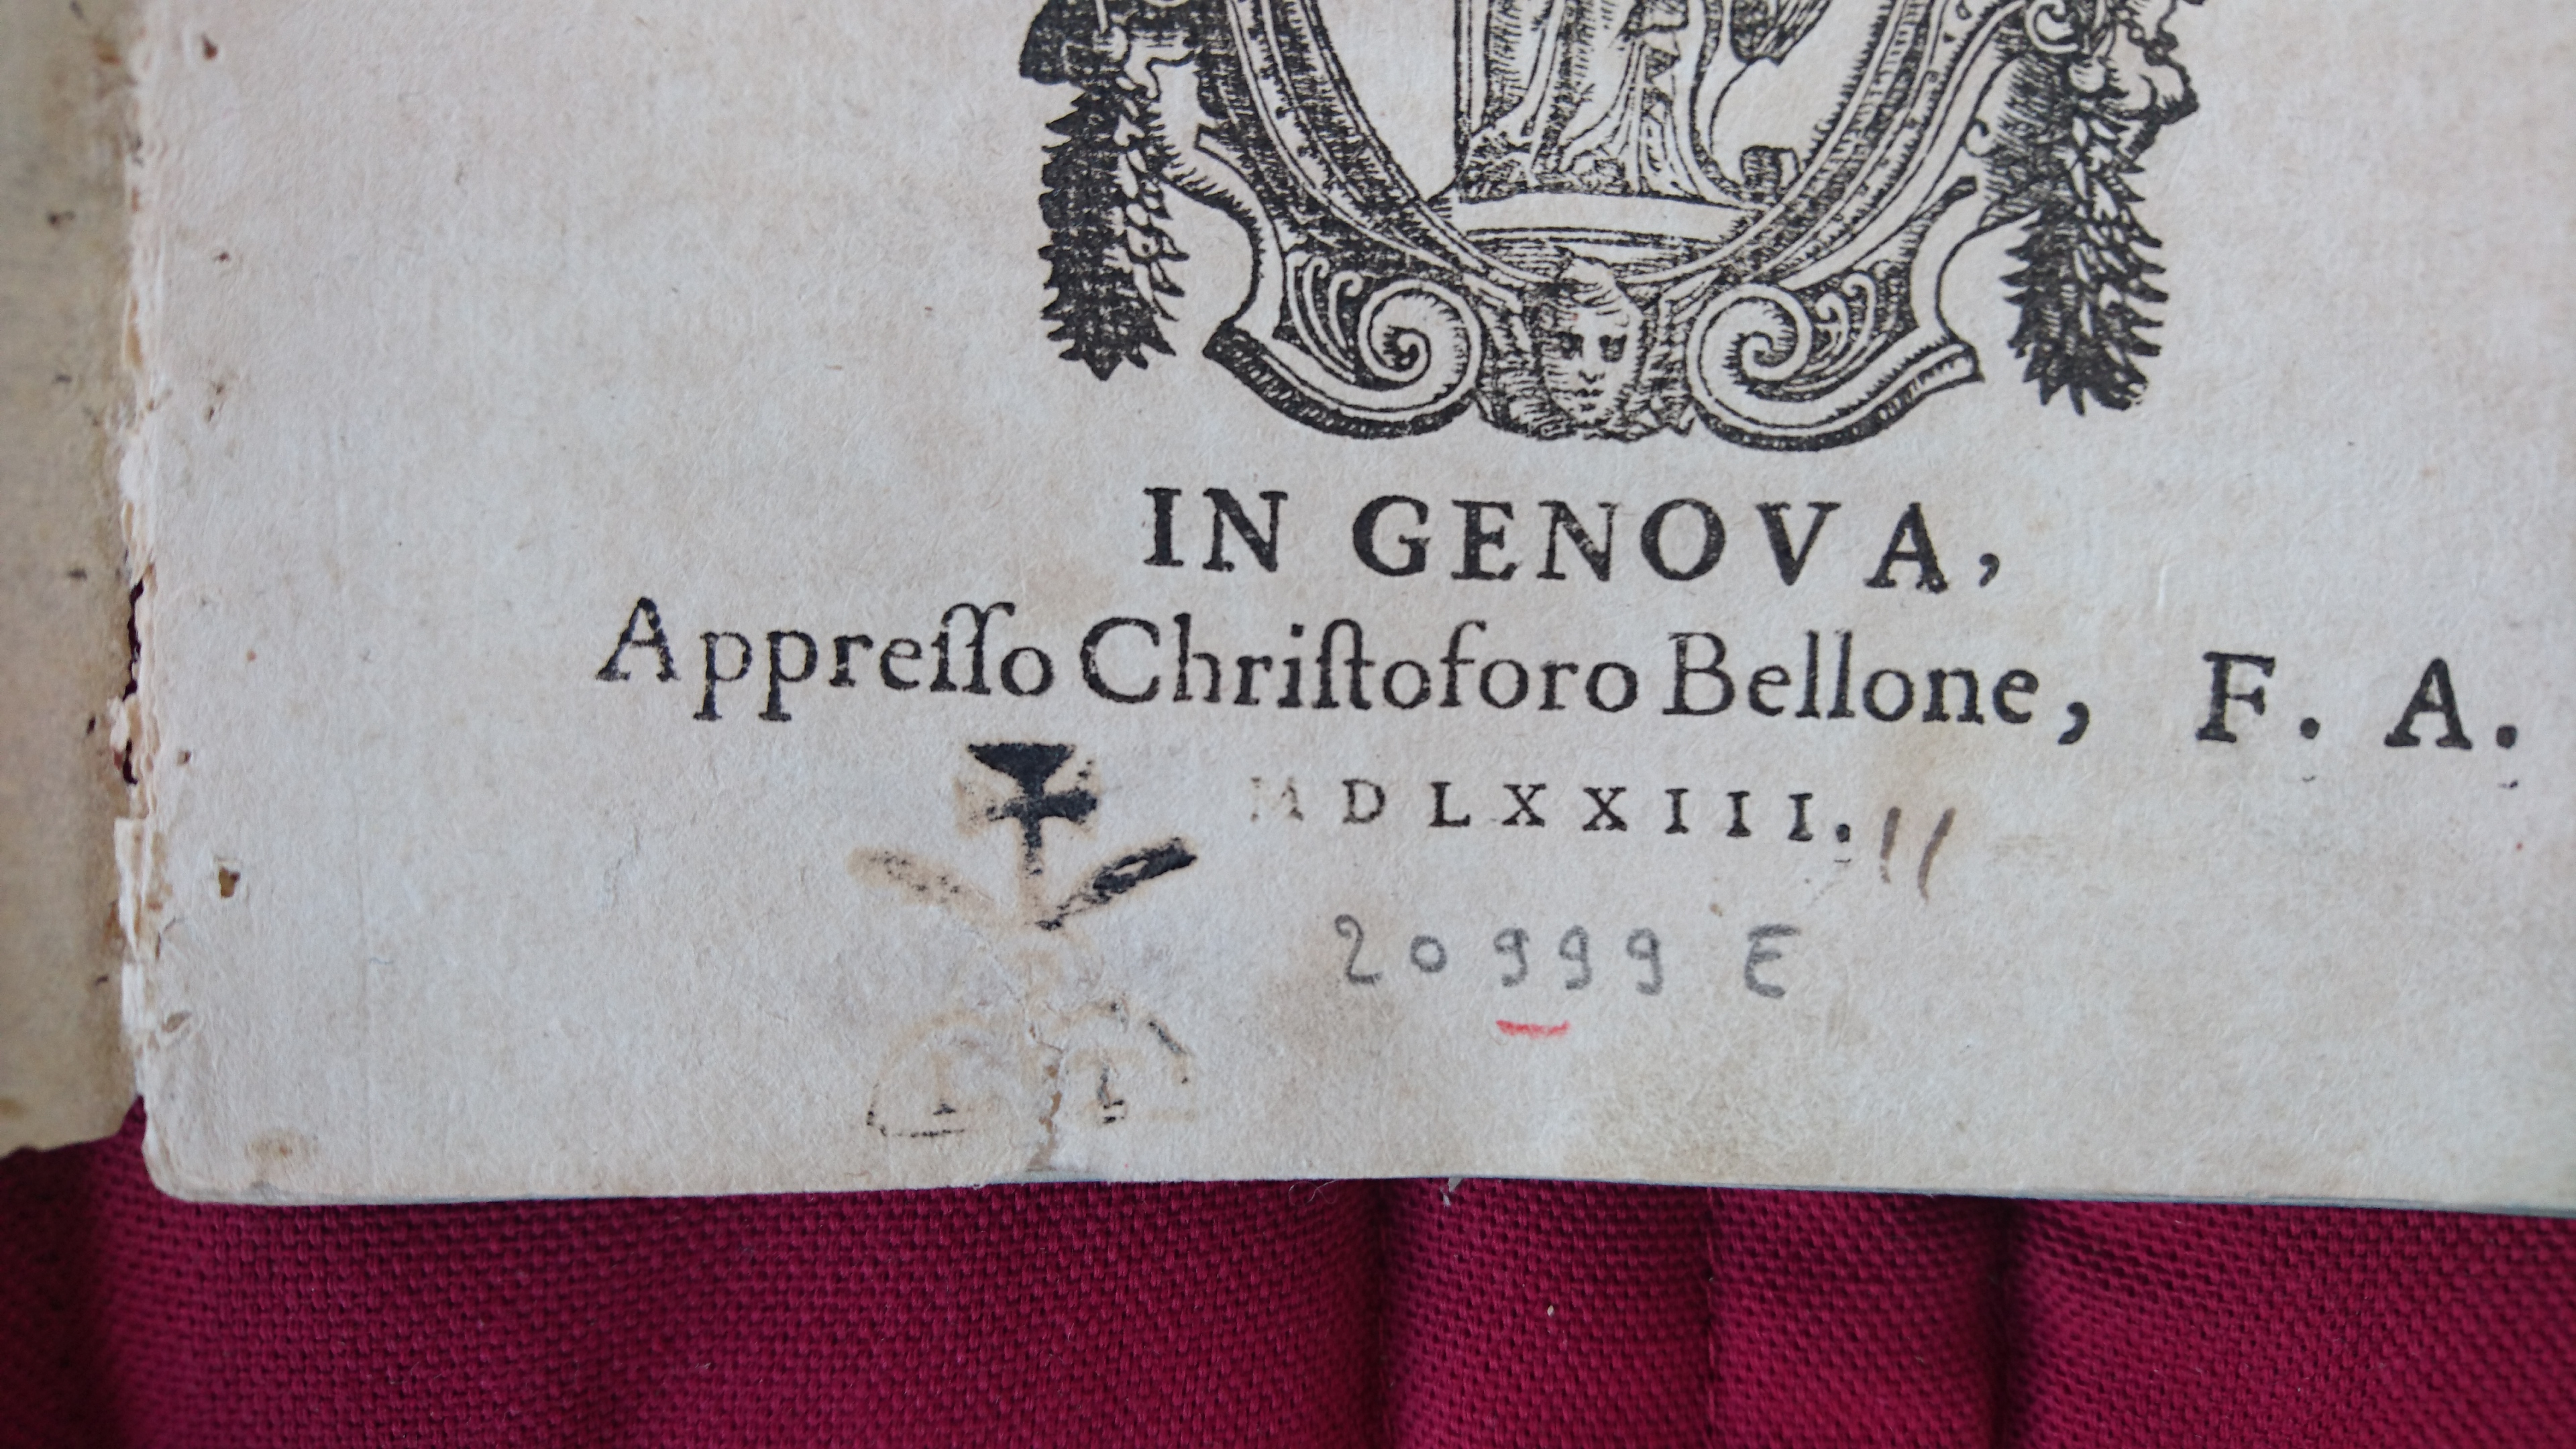 IN GENOVA,
Appreſſo Chriſtoforo Bellone, F. A.
MDLXXIII.
20999 E